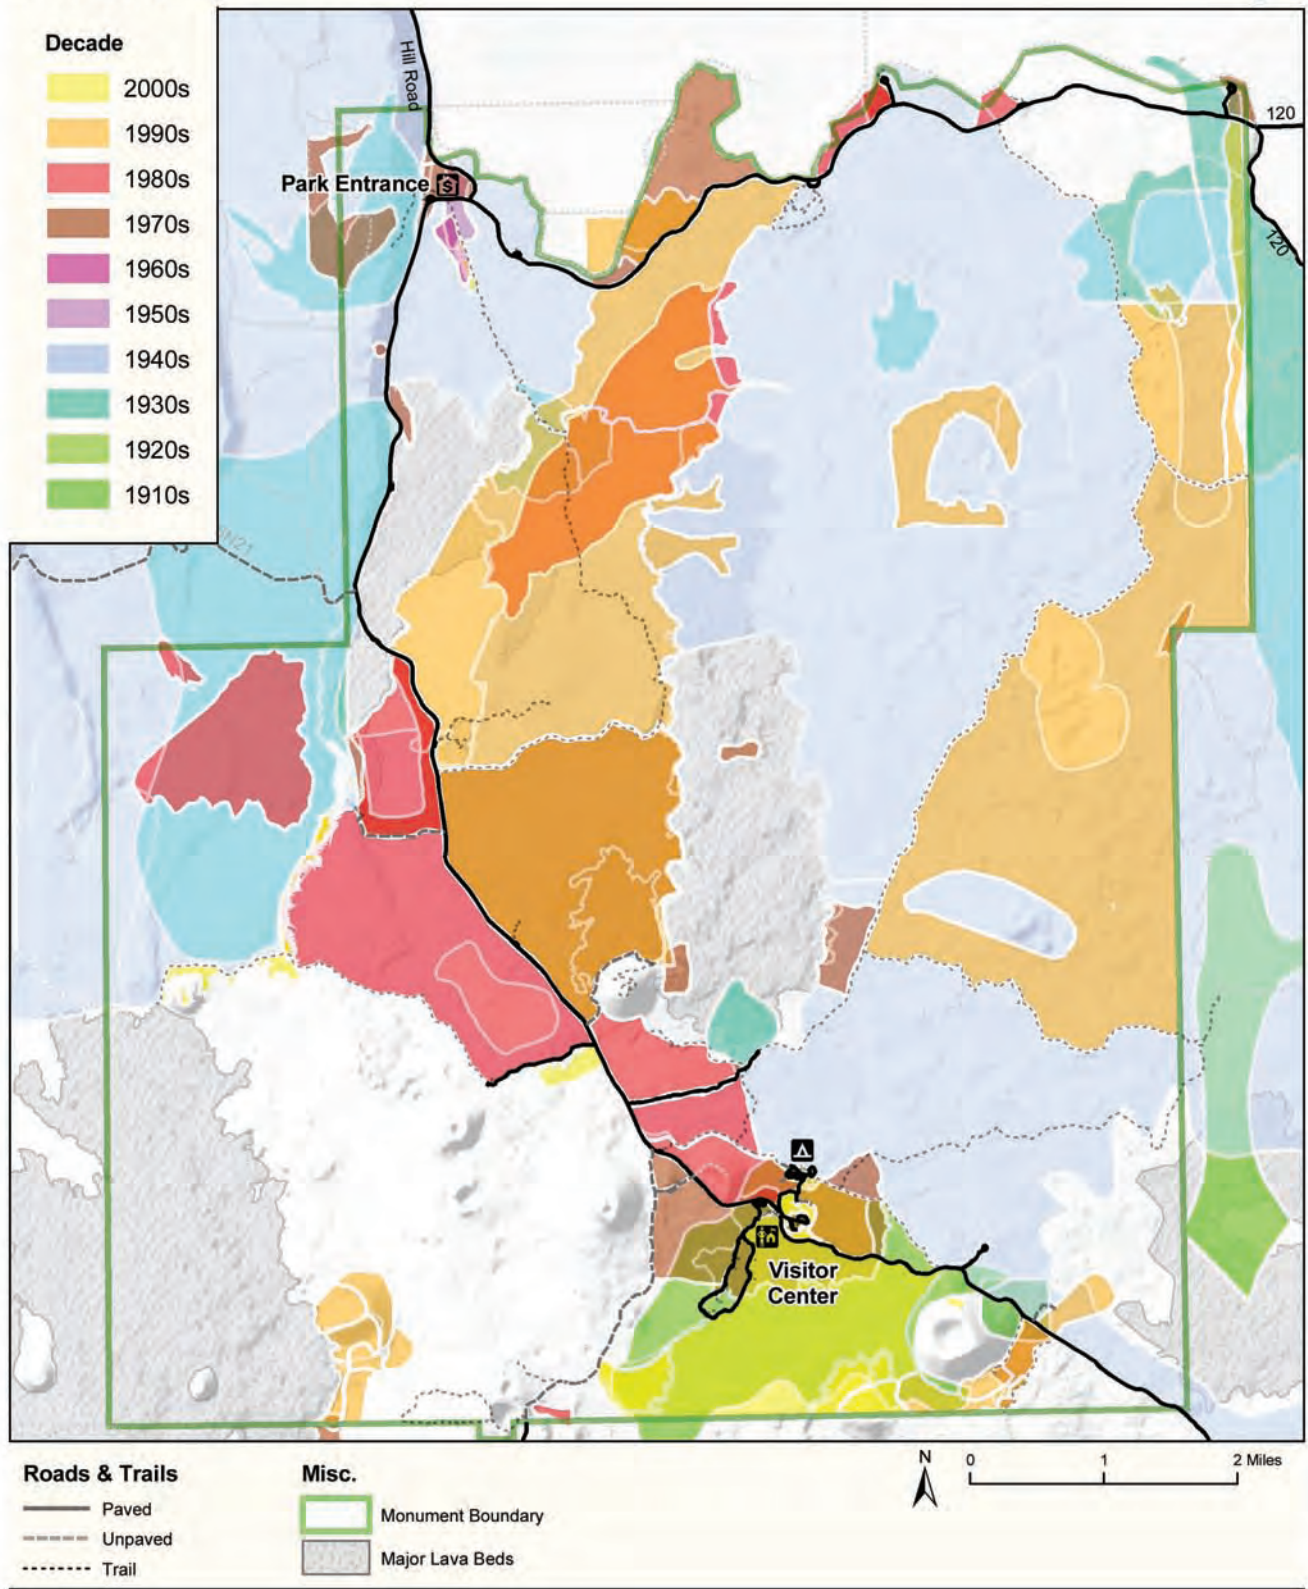 Decade
2000s
1990s
1980s
1970s
1960s
1950s
1940s
1930s
1920s
1910s
Hill Road
Park Entrance
$
120
120
Visitor
Center
Roads & Trails
Paved
Unpaved
Trail
Misc.
Monument Boundary
Major Lava Beds
N
0 1 2 Miles